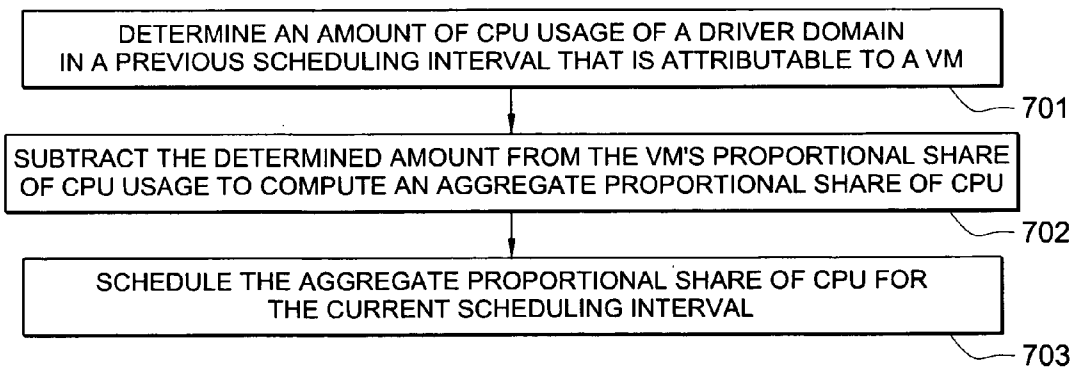 DETERMINE AN AMOUNT OF CPU USAGE OF A DRIVER DOMAIN
IN A PREVIOUS SCHEDULING INTERVAL THAT IS ATTRIBUTABLE TO A VM
701
SUBTRACT THE DETERMINED AMOUNT FROM THE VM'S PROPORTIONAL SHARE
OF CPU USAGE TO COMPUTE AN AGGREGATE PROPORTIONAL SHARE OF CPU
702
SCHEDULE THE AGGREGATE PROPORTIONAL SHARE OF CPU FOR
THE CURRENT SCHEDULING INTERVAL
703